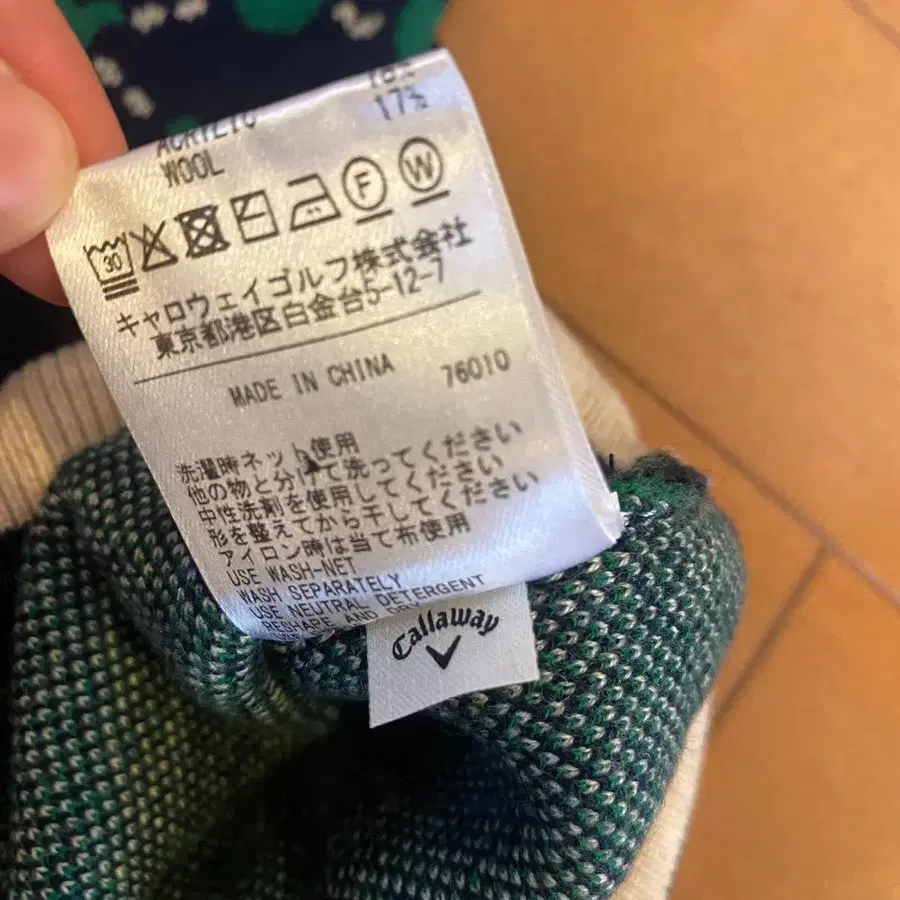 ACRYLIC
WOOL 17%
30 F W
キャロウェイゴルフ株式会社
東京都港区白金台5-12-7
MADE IN CHINA 76010
洗濯時ネット使用
他の物と分けて洗ってください
中性洗剤を使用してください
形を整えてから干してください
アイロン時は当て布使用
USE WASH-NET
WASH SEPARATELY
USE NEUTRAL DETERGENT
RESHAPE AND DRY
Callaway